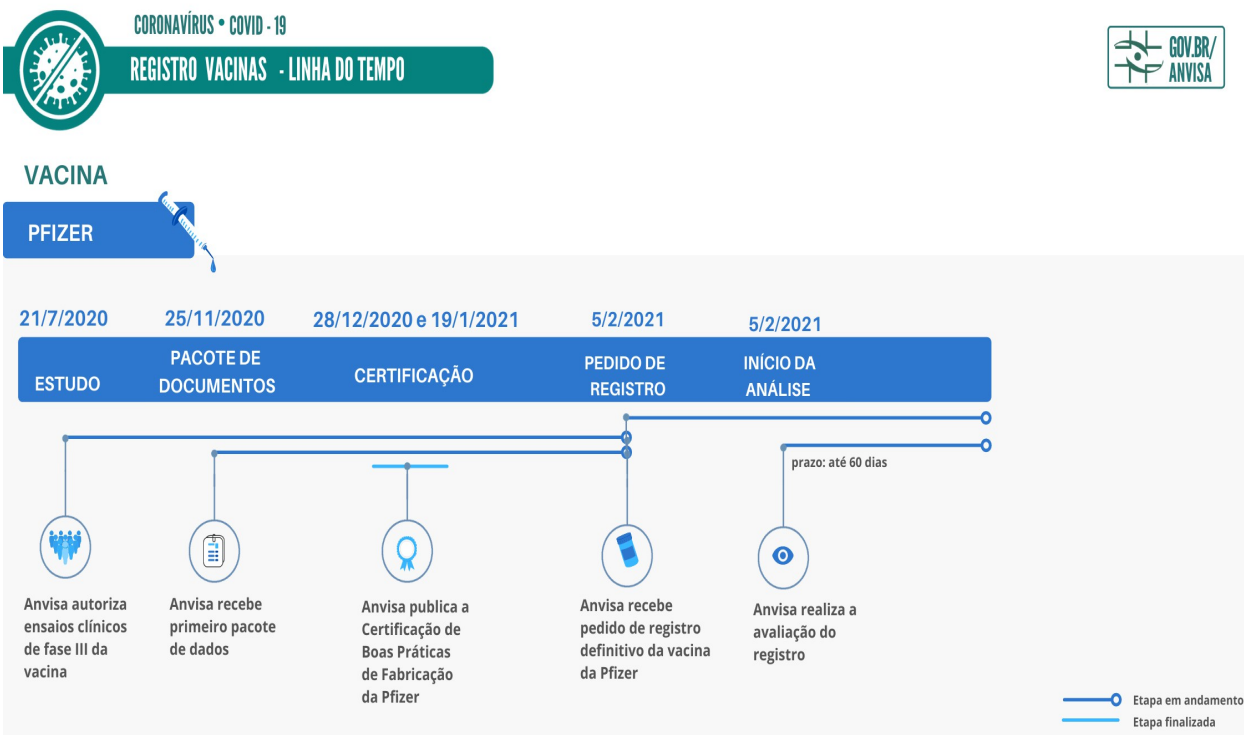 CORONAVÍRUS • COVID - 19
REGISTRO VACINAS - LINHA DO TEMPO
GOV.BR/
ANVISA
VACINA
PFIZER
21/7/2020
ESTUDO
25/11/2020
PACOTE DE
DOCUMENTOS
28/12/2020 e 19/1/2021
CERTIFICAÇÃO
5/2/2021
PEDIDO DE
REGISTRO
5/2/2021
INÍCIO DA
ANÁLISE
prazo: até 60 dias
Anvisa autoriza
ensaios clínicos
de fase III da
vacina
Anvisa recebe
primeiro pacote
de dados
Anvisa publica a
Certificação de
Boas Práticas
de Fabricação
da Pfizer
Anvisa recebe
pedido de registro
definitivo da vacina
da Pfizer
Anvisa realiza a
avaliação do
registro
Etapa em andamento
Etapa finalizada